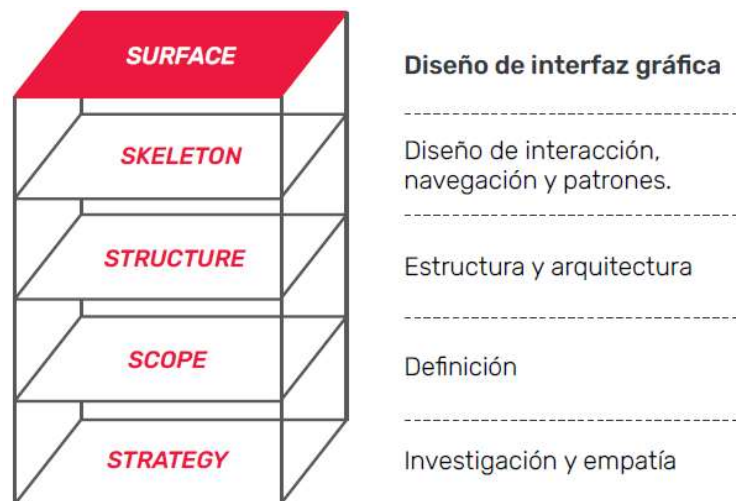 SURFACE
Diseño de interfaz gráfica
SKELETON
Diseño de interacción,
navegación y patrones.
STRUCTURE
Estructura y arquitectura
SCOPE
Definición
STRATEGY
Investigación y empatía